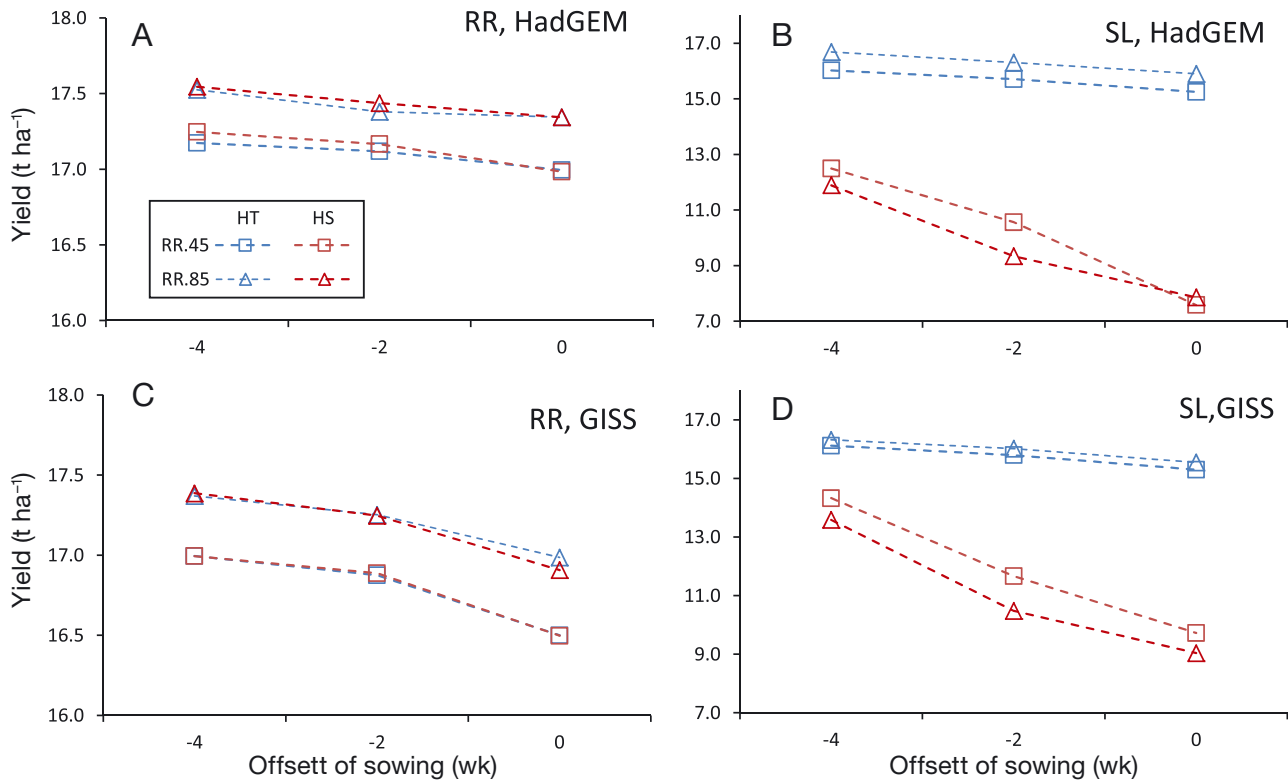 A
RR, HadGEM
18.0
17.5
17.0
16.5
16.0
Yield (t ha⁻¹)
HT HS
RR.45
RR.85
-4 -2 0
B
SL, HadGEM
17.0
15.0
13.0
11.0
9.0
7.0
-4 -2 0
C
RR, GISS
18.0
17.5
17.0
16.5
16.0
Yield (t ha⁻¹)
-4 -2 0
Offsett of sowing (wk)
D
SL,GISS
17.0
15.0
13.0
11.0
9.0
7.0
-4 -2 0
Offsett of sowing (wk)